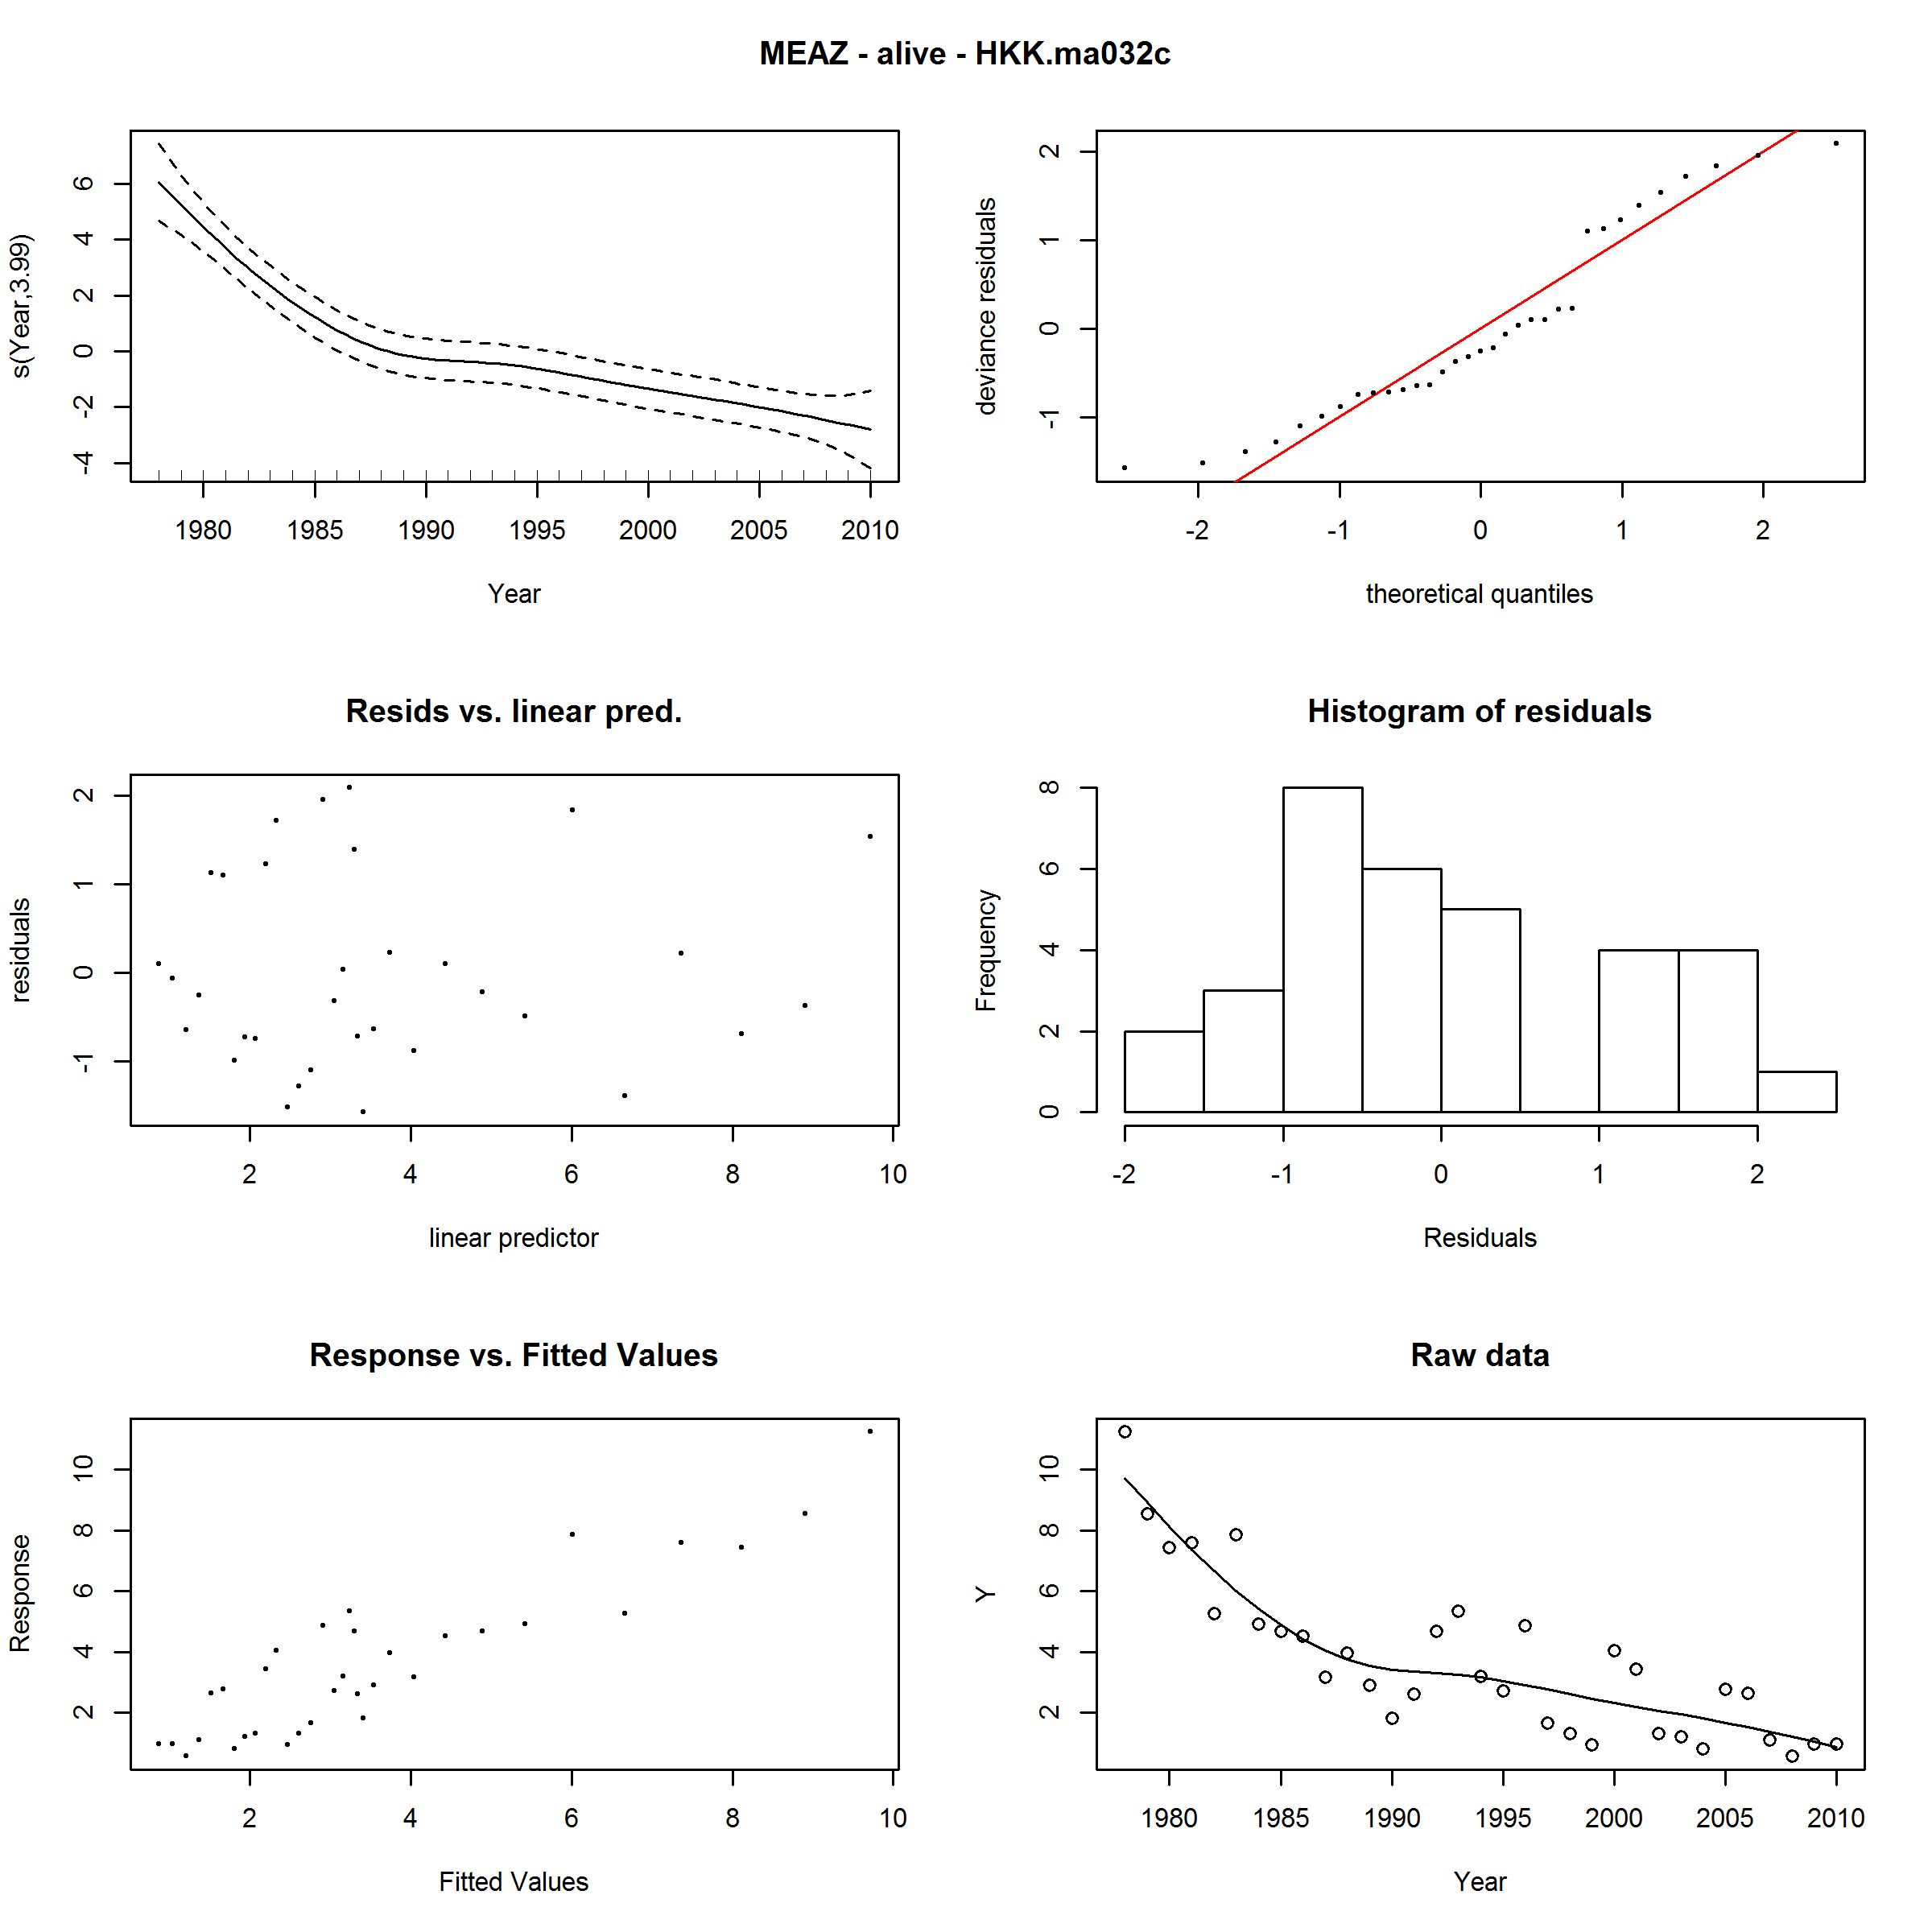 MEAZ - alive - HKK.ma032c
s(Year,3.99)
6
4
2
0
-2
-4
1980 1985 1990 1995 2000 2005 2010
Year
deviance residuals
2
1
0
-1
-2 -1 0 1 2
theoretical quantiles
Resids vs. linear pred.
residuals
2
1
0
-1
2 4 6 8 10
linear predictor
Histogram of residuals
Frequency
8
6
4
2
0
-2 -1 0 1 2
Residuals
Response vs. Fitted Values
Response
10
8
6
4
2
2 4 6 8 10
Fitted Values
Raw data
Y
10
8
6
4
2
1980 1985 1990 1995 2000 2005 2010
Year